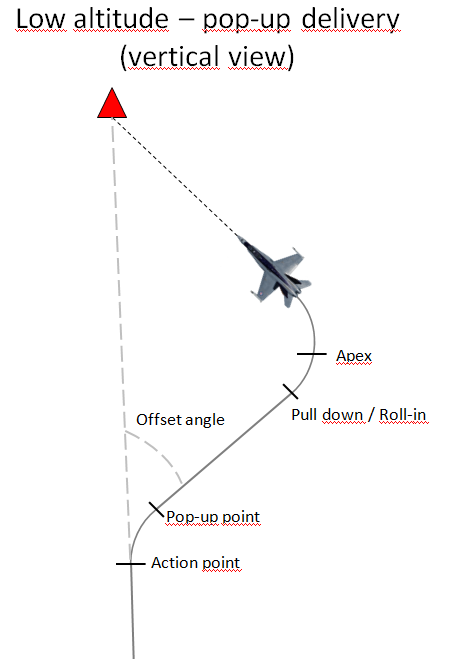 Low altitude – pop-up delivery
(vertical view)
Apex
Pull down / Roll-in
Offset angle
Pop-up point
Action point